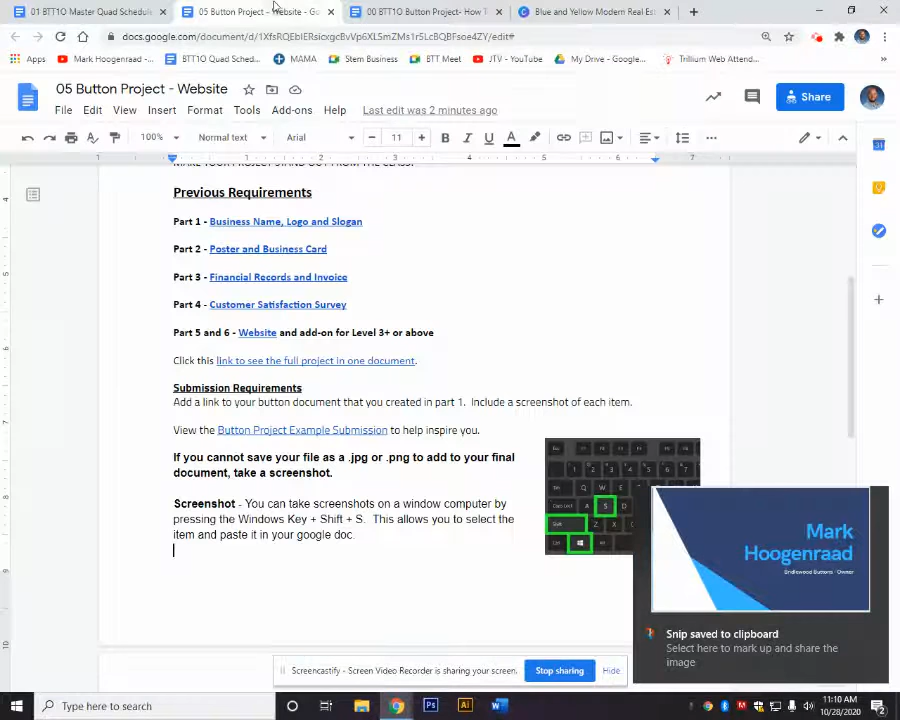 01 BTT1O Master Quad Schedule
05 Button Project - Website - Go
00 BTT1O Button Project- How T
Blue and Yellow Modern Real Est
docs.google.com/document/d/1XfsRQEbIERsicxgcBvVp6XL5mZMs1r5LcBQBFsoe4ZY/edit#
Apps
Mark Hoogenraad -...
BTT1O Quad Sched...
MAMA
Stem Business
BTT Meet
JTV - YouTube
My Drive - Google...
Trillium Web Attend...
05 Button Project - Website
File Edit View Insert Format Tools Add-ons Help Last edit was 2 minutes ago
Share
100% Normal text Arial 11
MAKE YOUR PROJECT STAND OUT FROM THE CLASS!
Previous Requirements
Part 1 - Business Name, Logo and Slogan
Part 2 - Poster and Business Card
Part 3 - Financial Records and Invoice
Part 4 - Customer Satisfaction Survey
Part 5 and 6 - Website and add-on for Level 3+ or above
Click this link to see the full project in one document.
Submission Requirements
Add a link to your button document that you created in part 1. Include a screenshot of each item.
View the Button Project Example Submission to help inspire you.
If you cannot save your file as a .jpg or .png to add to your final
document, take a screenshot.
Screenshot - You can take screenshots on a window computer by
pressing the Windows Key + Shift + S. This allows you to select the
item and paste it in your google doc.
Mark
Hoogenraad
Bridlewood Buttons - Owner
Snip saved to clipboard
Select here to mark up and share the
image
Screencastify - Screen Video Recorder is sharing your screen.
Stop sharing
Hide
Type here to search
11:10 AM
10/28/2020